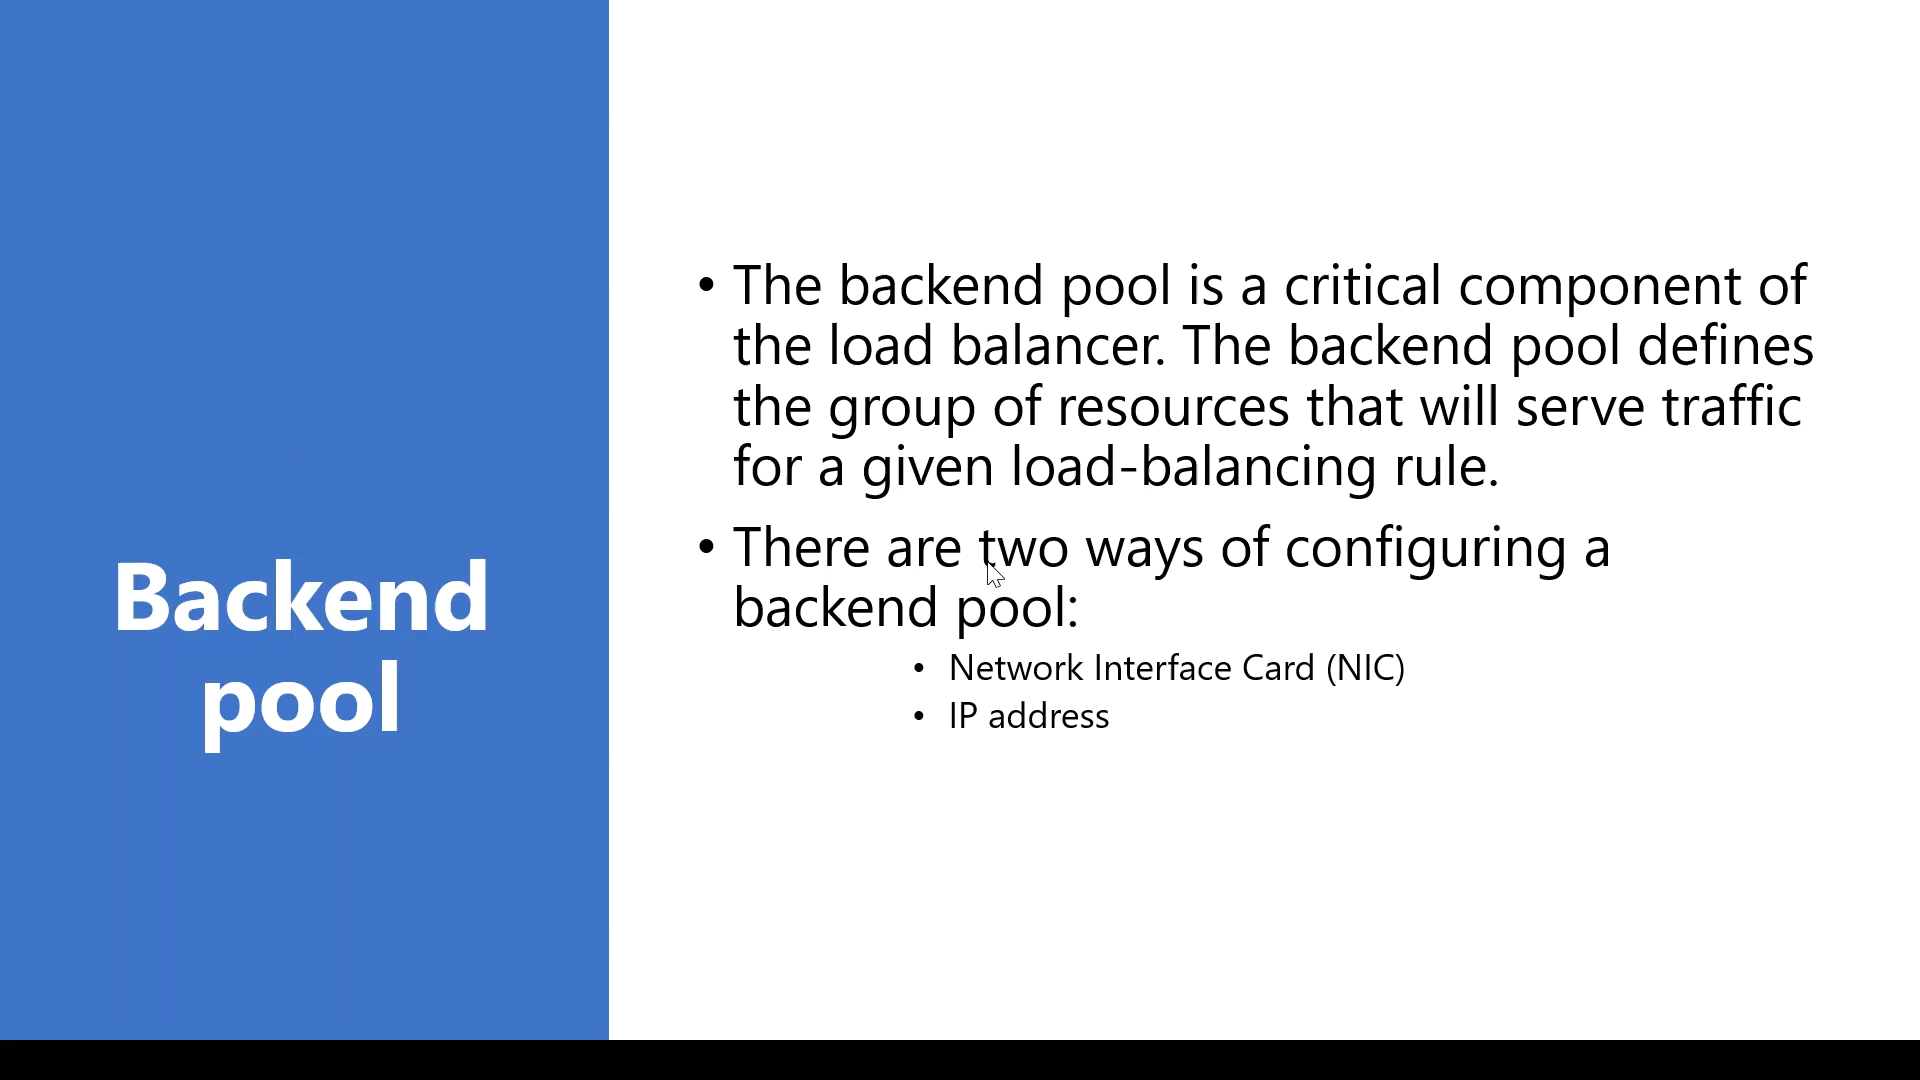 Backend
pool
• The backend pool is a critical component of
the load balancer. The backend pool defines
the group of resources that will serve traffic
for a given load-balancing rule.
• There are two ways of configuring a
backend pool:
• Network Interface Card (NIC)
• IP address